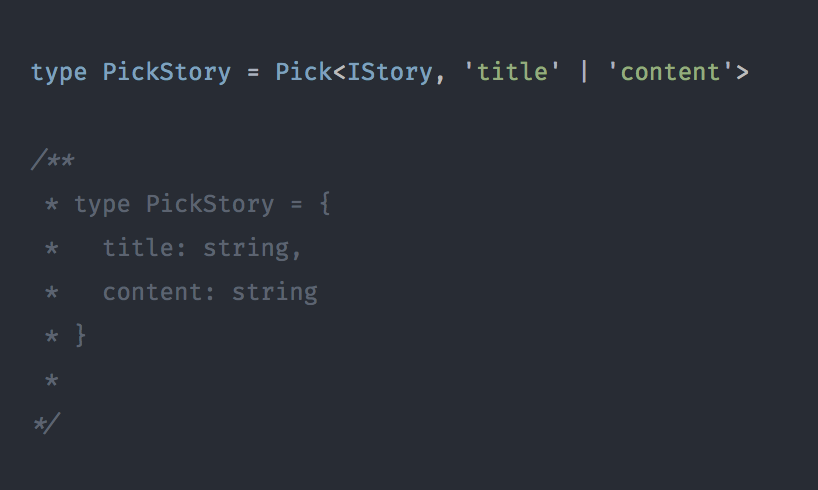 type PickStory = Pick<IStory, 'title' | 'content'>
/**
 * type PickStory = {
 *   title: string,
 *   content: string
 * }
 *
*/